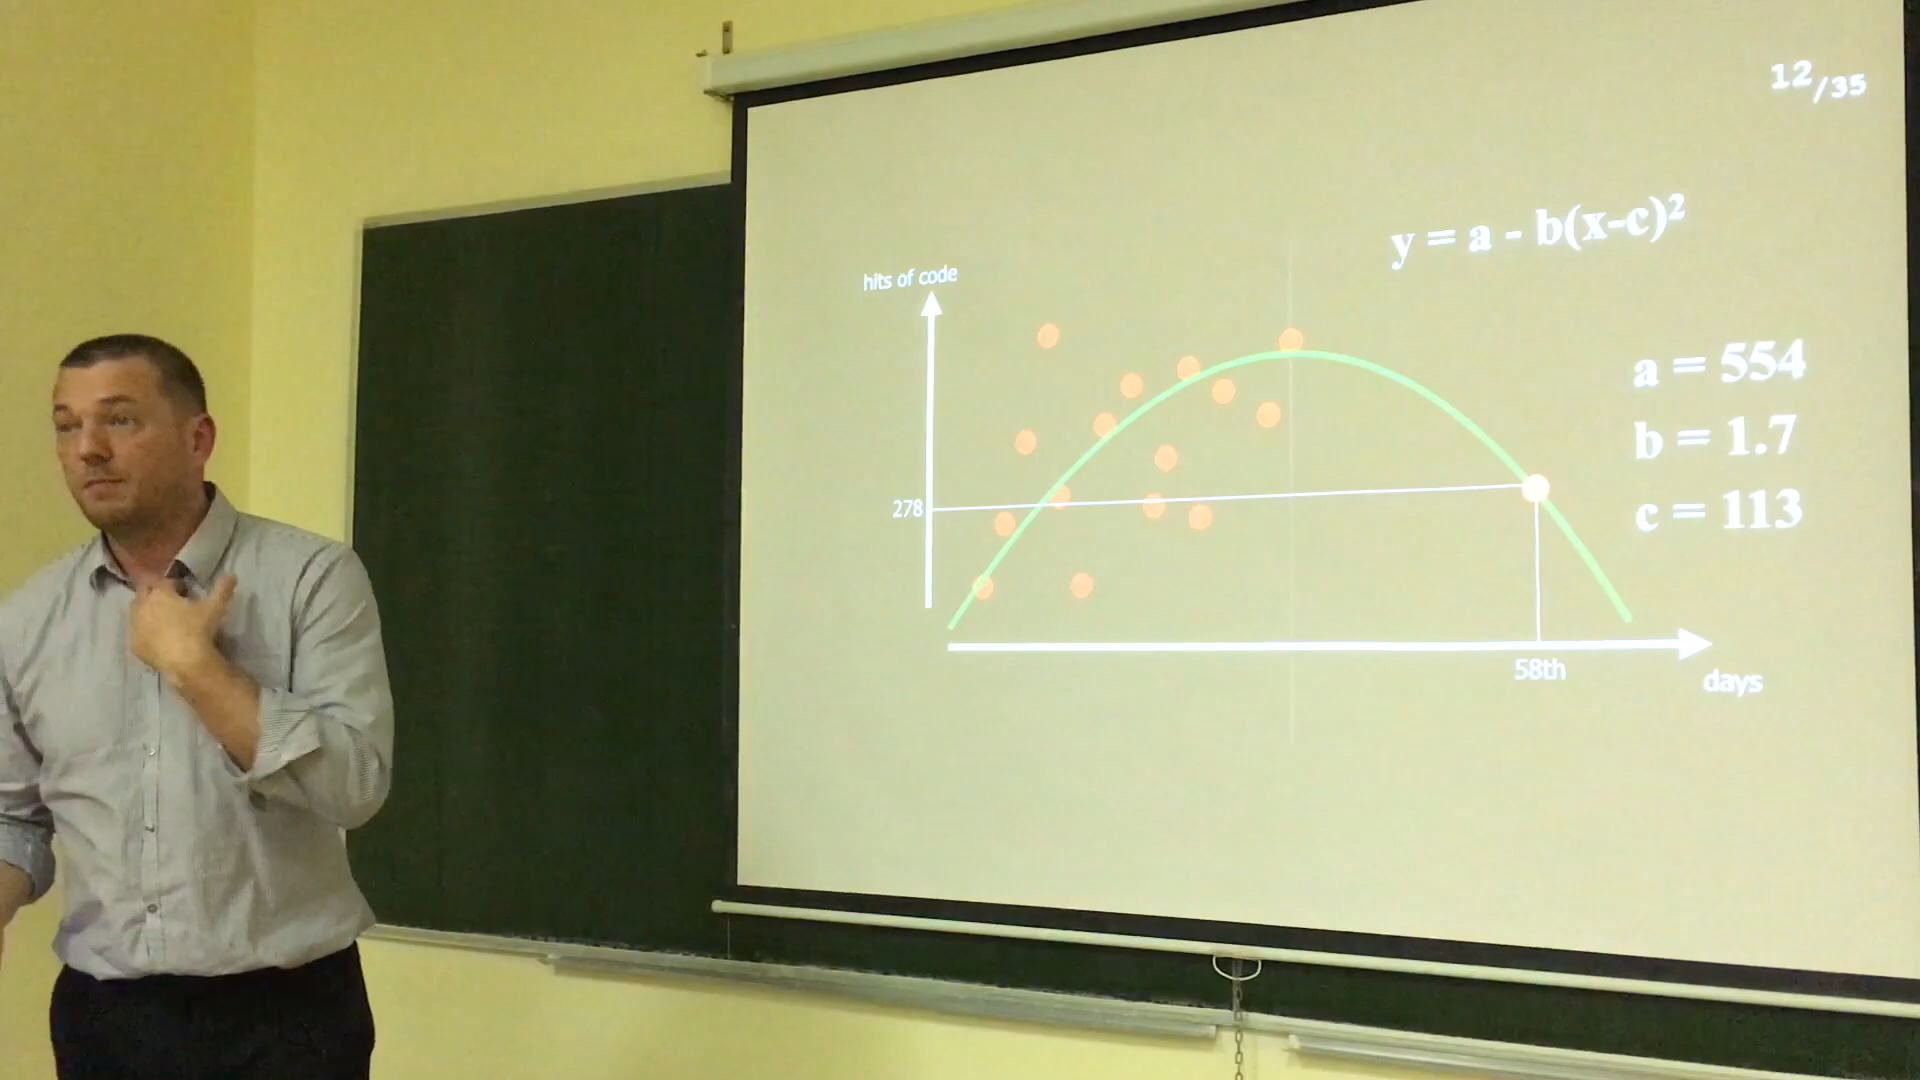 12/35
y = a - b(x-c)²
hits of code
a = 554
b = 1.7
c = 113
278
58th
days